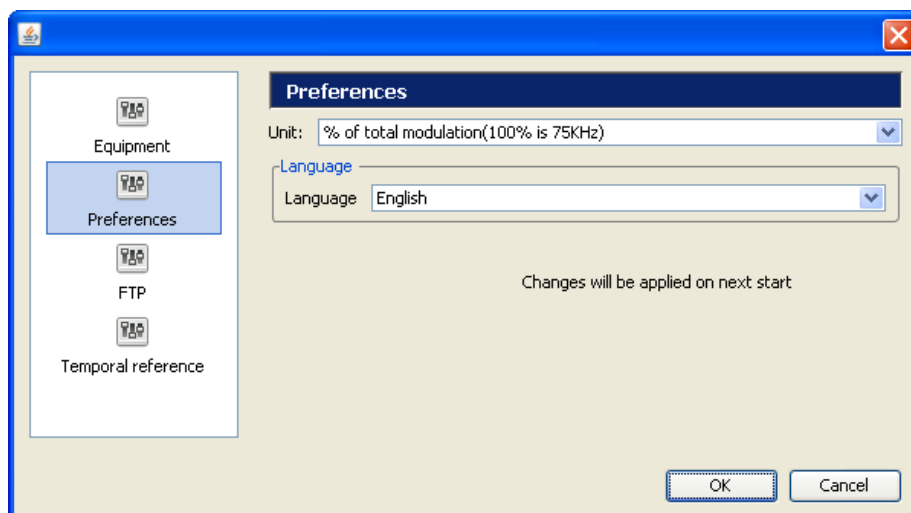 Preferences
Unit: % of total modulation(100% is 75KHz)
Equipment
Language
Preferences
Language English
FTP
Changes will be applied on next start
Temporal reference
OK Cancel